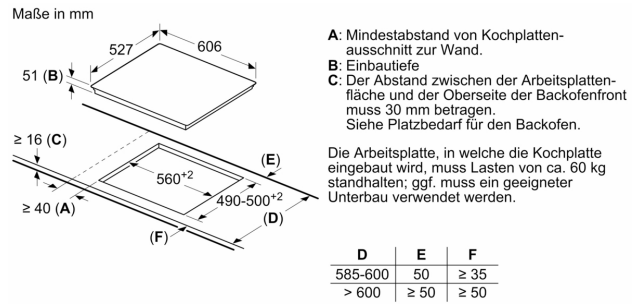 Maße in mm
527
606
51 (B)
≥ 16 (C)
(E)
560+2
490-500+2
(D)
≥ 40 (A)
(F)
A: Mindestabstand von Kochplatten-
ausschnitt zur Wand.
B: Einbautiefe
C: Der Abstand zwischen der Arbeitsplatten-
fläche und der Oberseite der Backofenfront
muss 30 mm betragen.
Siehe Platzbedarf für den Backofen.
Die Arbeitsplatte, in welche die Kochplatte
eingebaut wird, muss Lasten von ca. 60 kg
standhalten; ggf. muss ein geeigneter
Unterbau verwendet werden.
D E F
585-600 50 ≥ 35
> 600 ≥ 50 ≥ 50